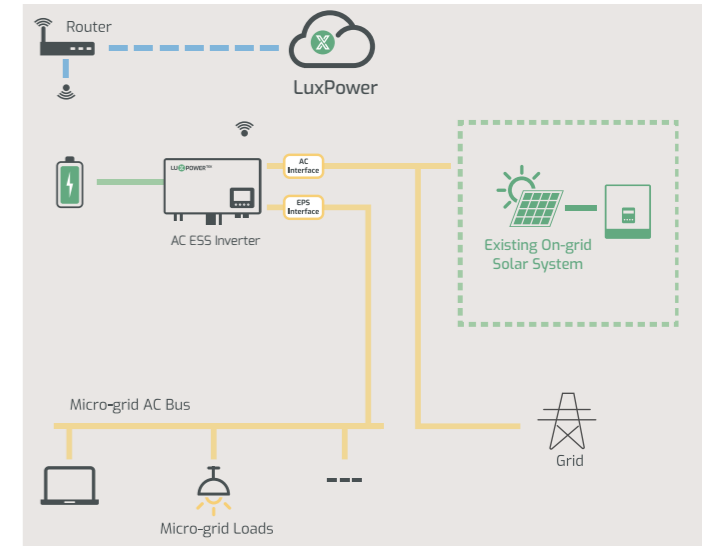 Router
LuxPower
LUXPOWERTEK
AC
Interface
EPS
Interface
AC ESS Inverter
Existing On-grid
Solar System
Micro-grid AC Bus
Grid
Micro-grid Loads